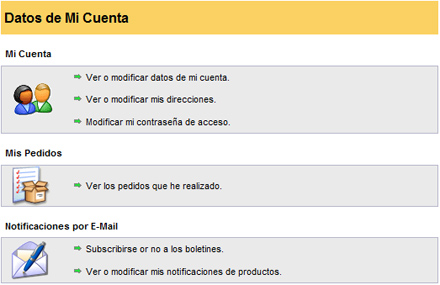 Datos de Mi Cuenta
Mi Cuenta
Ver o modificar datos de mi cuenta.
Ver o modificar mis direcciones.
Modificar mi contraseña de acceso.
Mis Pedidos
Ver los pedidos que he realizado.
Notificaciones por E-Mail
Subscribirse or no a los boletines.
Ver o modificar mis notificaciones de productos.